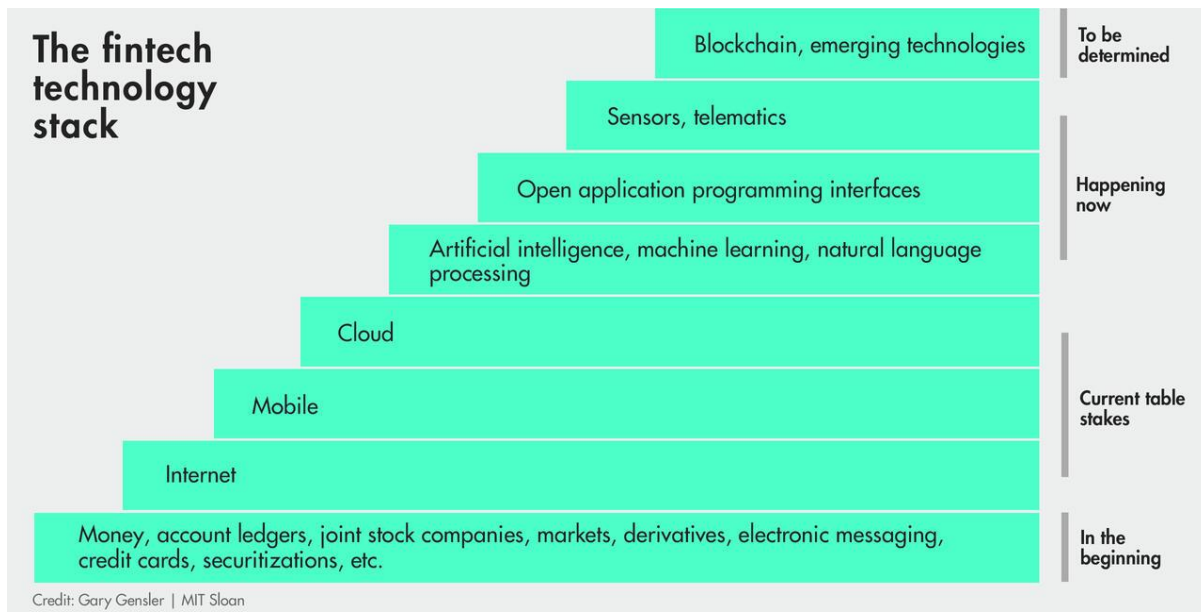 The fintech
technology
stack
Blockchain, emerging technologies
To be
determined
Sensors, telematics
Open application programming interfaces
Happening
now
Artificial intelligence, machine learning, natural language
processing
Cloud
Mobile
Current table
stakes
Internet
Money, account ledgers, joint stock companies, markets, derivatives, electronic messaging,
credit cards, securitizations, etc.
In the
beginning
Credit: Gary Gensler | MIT Sloan